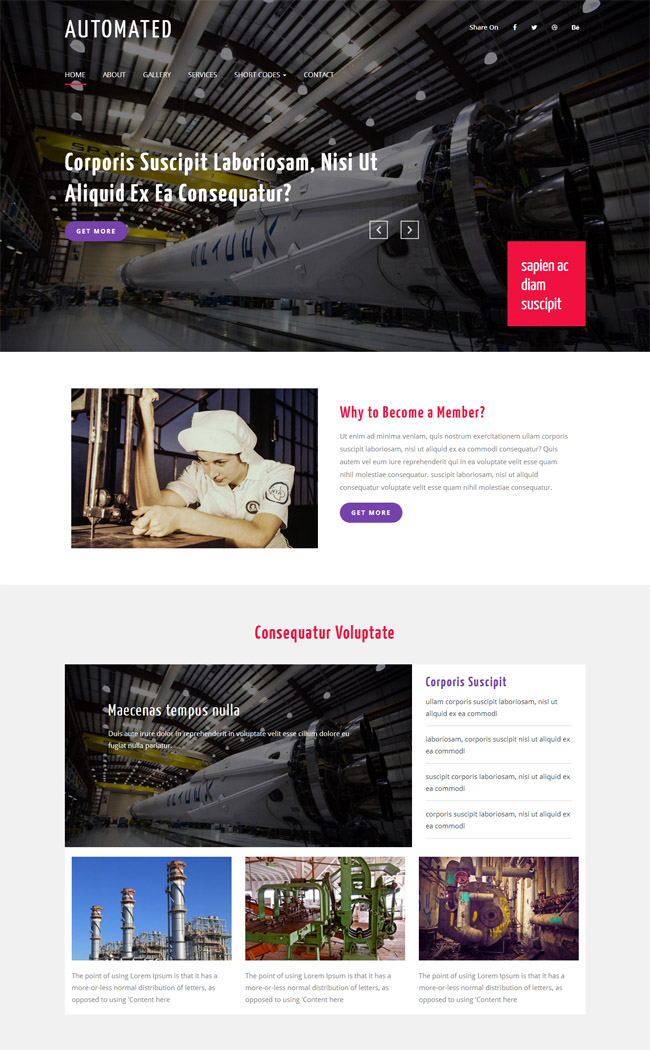 AUTOMATED
Share On
Bē
HOME ABOUT GALLERY SERVICES SHORT CODES CONTACT
Corporis Suscipit Laboriosam, Nisi Ut
Aliquid Ex Ea Consequatur?
GET MORE
SPACEX
sapien ac
diam
suscipit
Why to Become a Member?
Ut enim ad minima veniam, quis nostrum exercitationem ullam corporis
suscipit laboriosam, nisi ut aliquid ex ea commodi consequatur? Quis
autem vel eum iure reprehenderit qui in ea voluptate velit esse quam
nihil molestiae consequatur. suscipit laboriosam, nisi ut aliquid
consequatur voluptate velit esse quam nihil molestiae consequatur.
GET MORE
Consequatur Voluptate
Maecenas tempus nulla
Duis aute irure dolor in reprehenderit in voluptate velit esse cillum dolore eu
fugiat nulla pariatur.
Corporis Suscipit
ullam corporis suscipit laboriosam, nisi ut
aliquid ex ea commodi
laboriosam, corporis suscipit nisi ut aliquid ex
ea commodi
suscipit corporis laboriosam, nisi ut aliquid ex
ea commodi
corporis suscipit laboriosam, nisi ut aliquid ex
ea commodi
The point of using Lorem Ipsum is that it has a
more-or-less normal distribution of letters, as
opposed to using 'Content here
The point of using Lorem Ipsum is that it has a
more-or-less normal distribution of letters, as
opposed to using 'Content here
The point of using Lorem Ipsum is that it has a
more-or-less normal distribution of letters, as
opposed to using 'Content here